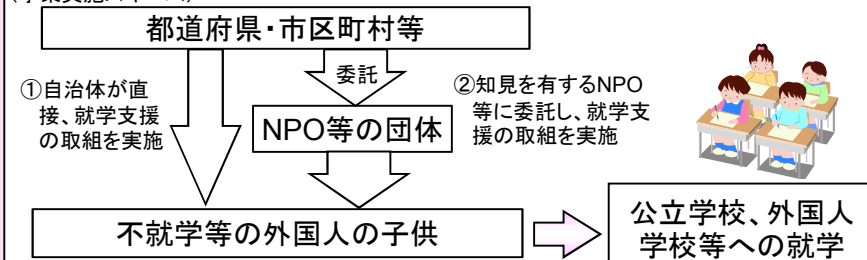 都道府県・市区町村等
委託
①自治体が直
接、就学支援
の取組を実施
②知見を有するNPO
等に委託し、就学支
援の取組を実施
NPO等の団体
不就学等の外国人の子供
公立学校、外国人
学校等への就学